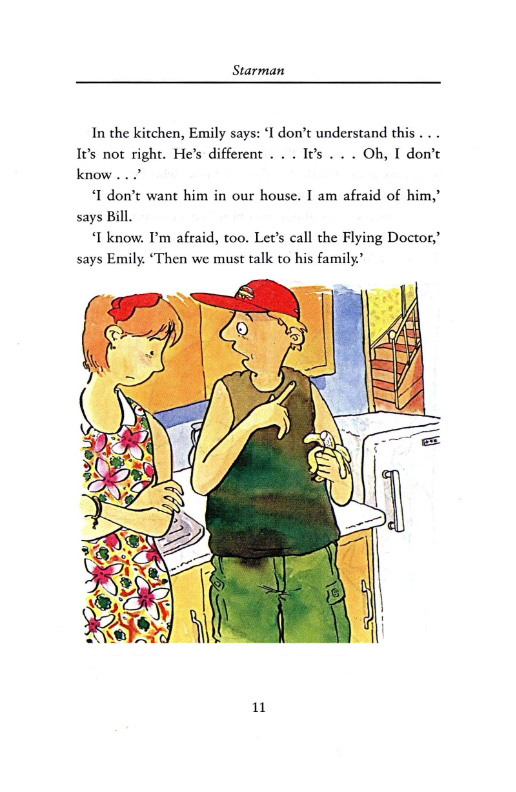 Starman
In the kitchen, Emily says: ‘I don’t understand this . . .
It’s not right. He’s different . . . It’s . . . Oh, I don’t
know . . .’
‘I don’t want him in our house. I am afraid of him,’
says Bill.
‘I know. I’m afraid, too. Let’s call the Flying Doctor,’
says Emily. ‘Then we must talk to his family.’
11